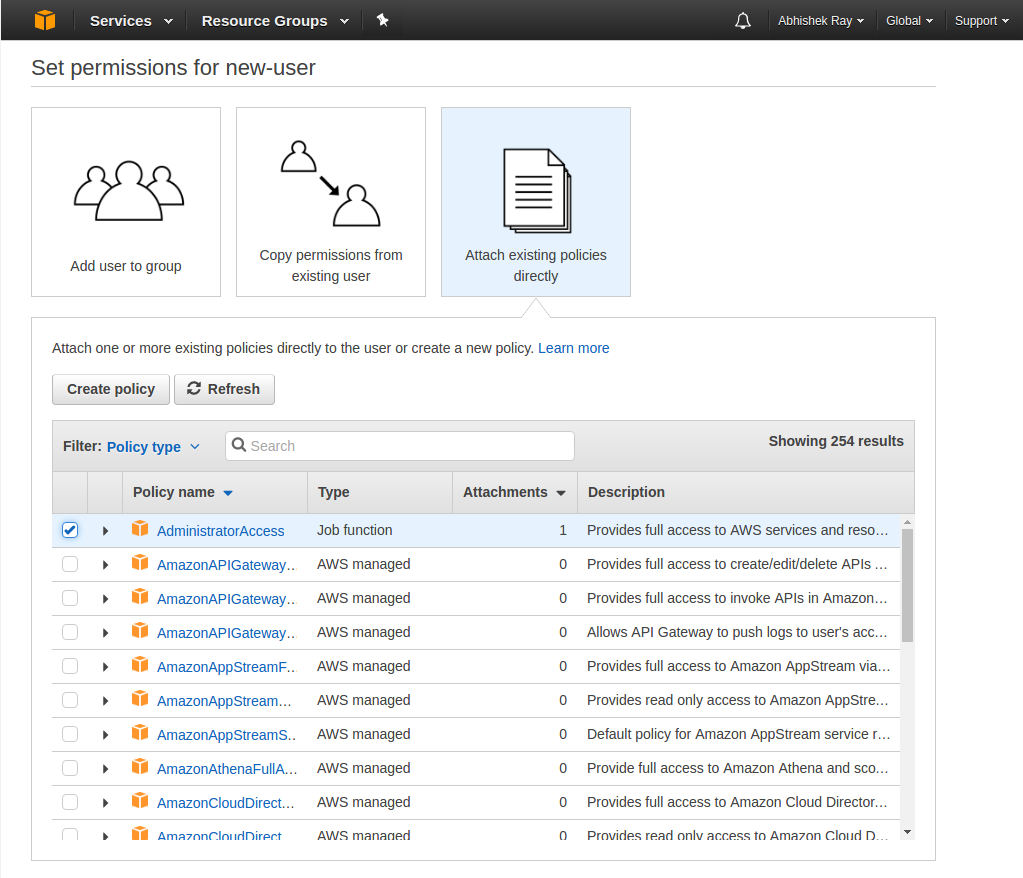 Services Resource Groups Abhishek Ray Global Support
Set permissions for new-user
Add user to group
Copy permissions from
existing user
Attach existing policies
directly
Attach one or more existing policies directly to the user or create a new policy. Learn more
Create policy Refresh
Filter: Policy type Search Showing 254 results
Policy name Type Attachments Description
AdministratorAccess Job function 1 Provides full access to AWS services and reso…
AmazonAPIGateway… AWS managed 0 Provides full access to create/edit/delete APIs …
AmazonAPIGateway… AWS managed 0 Provides full access to invoke APIs in Amazon…
AmazonAPIGateway… AWS managed 0 Allows API Gateway to push logs to user's acc…
AmazonAppStreamF… AWS managed 0 Provides full access to Amazon AppStream via…
AmazonAppStream… AWS managed 0 Provides read only access to Amazon AppStre…
AmazonAppStreamS… AWS managed 0 Default policy for Amazon AppStream service r…
AmazonAthenaFullA… AWS managed 0 Provide full access to Amazon Athena and sco…
AmazonCloudDirect… AWS managed 0 Provides full access to Amazon Cloud Director…
AmazonCloudDirect… AWS managed 0 Provides read only access to Amazon Cloud D…